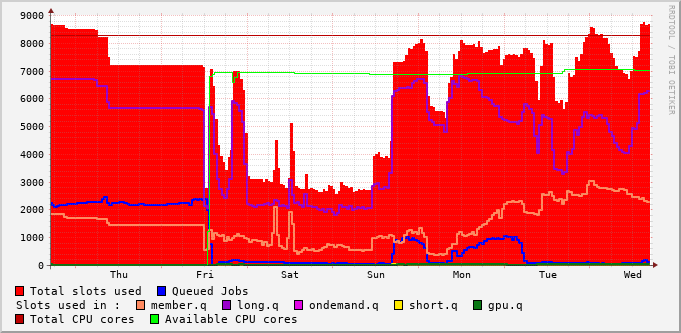 RRDTOOL / TOBI OETIKER
9000
8000
7000
6000
5000
4000
3000
2000
1000
0
Thu Fri Sat Sun Mon Tue Wed
Total slots used Queued Jobs
Slots used in : member.q long.q ondemand.q short.q gpu.q
Total CPU cores Available CPU cores